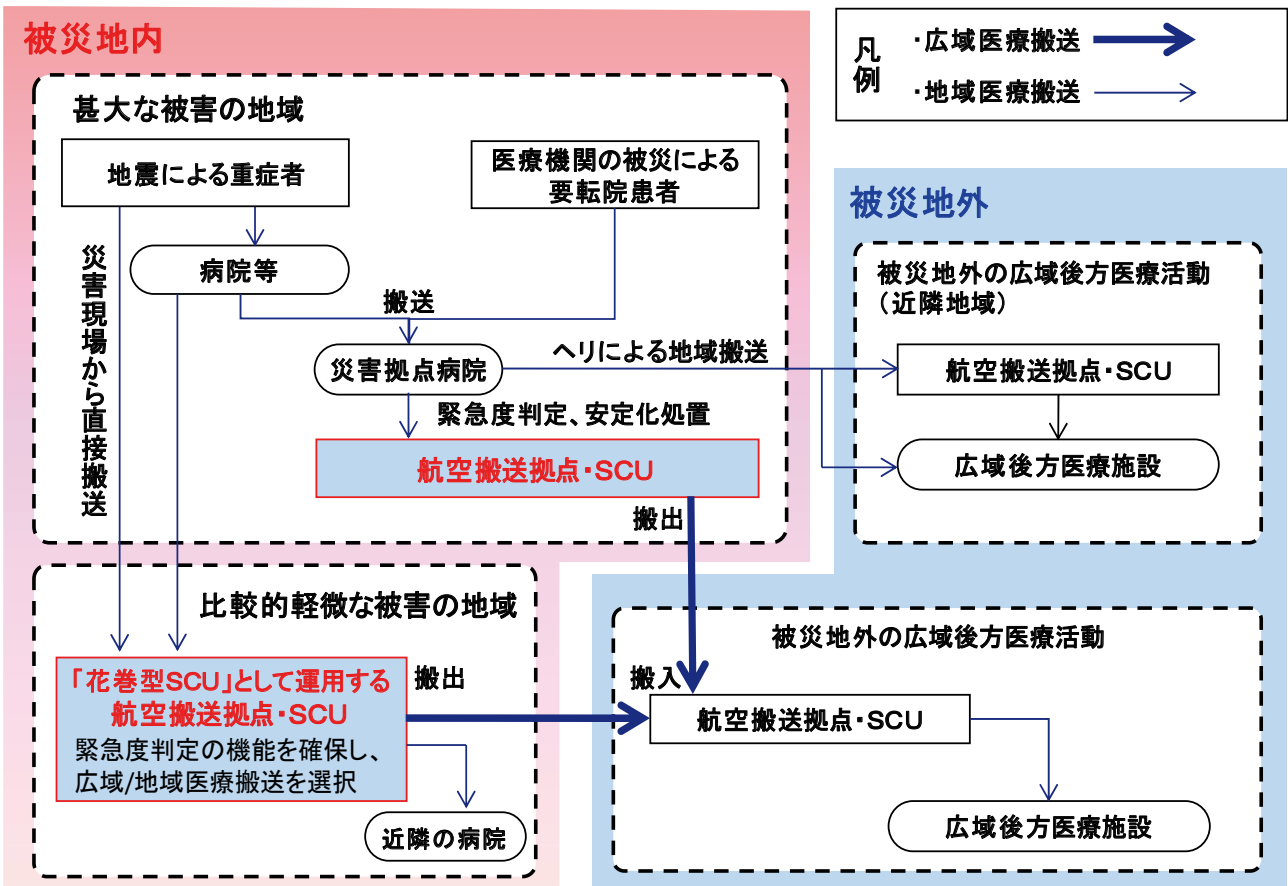 被災地内
凡例
・広域医療搬送
・地域医療搬送
甚大な被害の地域
地震による重症者
医療機関の被災による
要転院患者
病院等
災害現場から直接搬送
搬送
災害拠点病院
ヘリによる地域搬送
緊急度判定、安定化処置
航空搬送拠点・SCU
搬出
被災地外
被災地外の広域後方医療活動
（近隣地域）
航空搬送拠点・SCU
広域後方医療施設
比較的軽微な被害の地域
「花巻型SCU」として運用する
航空搬送拠点・SCU
緊急度判定の機能を確保し、
広域/地域医療搬送を選択
搬出
近隣の病院
被災地外の広域後方医療活動
搬入
航空搬送拠点・SCU
広域後方医療施設